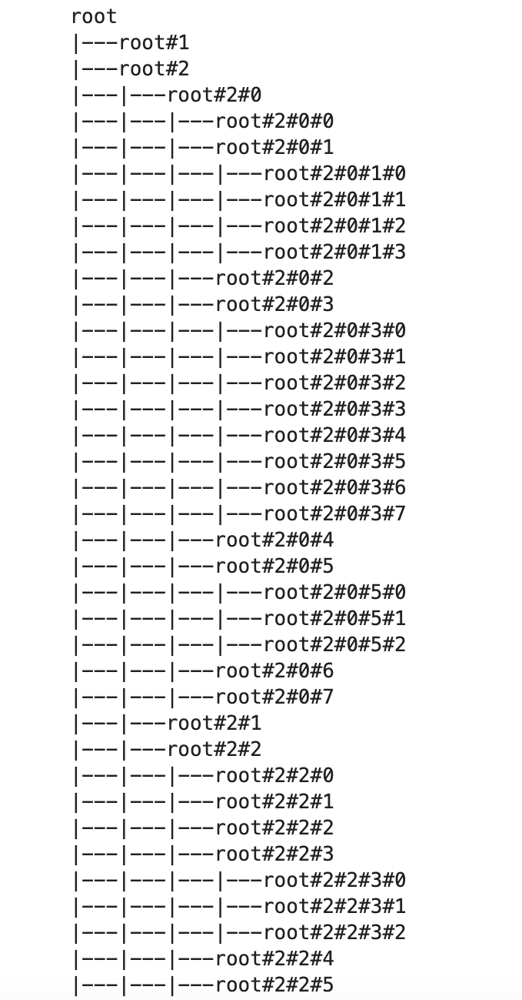 root
|---root#1
|---root#2
|---|---root#2#0
|---|---|---root#2#0#0
|---|---|---root#2#0#1
|---|---|---|---root#2#0#1#0
|---|---|---|---root#2#0#1#1
|---|---|---|---root#2#0#1#2
|---|---|---|---root#2#0#1#3
|---|---|---root#2#0#2
|---|---|---root#2#0#3
|---|---|---|---root#2#0#3#0
|---|---|---|---root#2#0#3#1
|---|---|---|---root#2#0#3#2
|---|---|---|---root#2#0#3#3
|---|---|---|---root#2#0#3#4
|---|---|---|---root#2#0#3#5
|---|---|---|---root#2#0#3#6
|---|---|---|---root#2#0#3#7
|---|---|---root#2#0#4
|---|---|---root#2#0#5
|---|---|---|---root#2#0#5#0
|---|---|---|---root#2#0#5#1
|---|---|---|---root#2#0#5#2
|---|---|---root#2#0#6
|---|---|---root#2#0#7
|---|---root#2#1
|---|---root#2#2
|---|---|---root#2#2#0
|---|---|---root#2#2#1
|---|---|---root#2#2#2
|---|---|---root#2#2#3
|---|---|---|---root#2#2#3#0
|---|---|---|---root#2#2#3#1
|---|---|---|---root#2#2#3#2
|---|---|---root#2#2#4
|---|---|---root#2#2#5